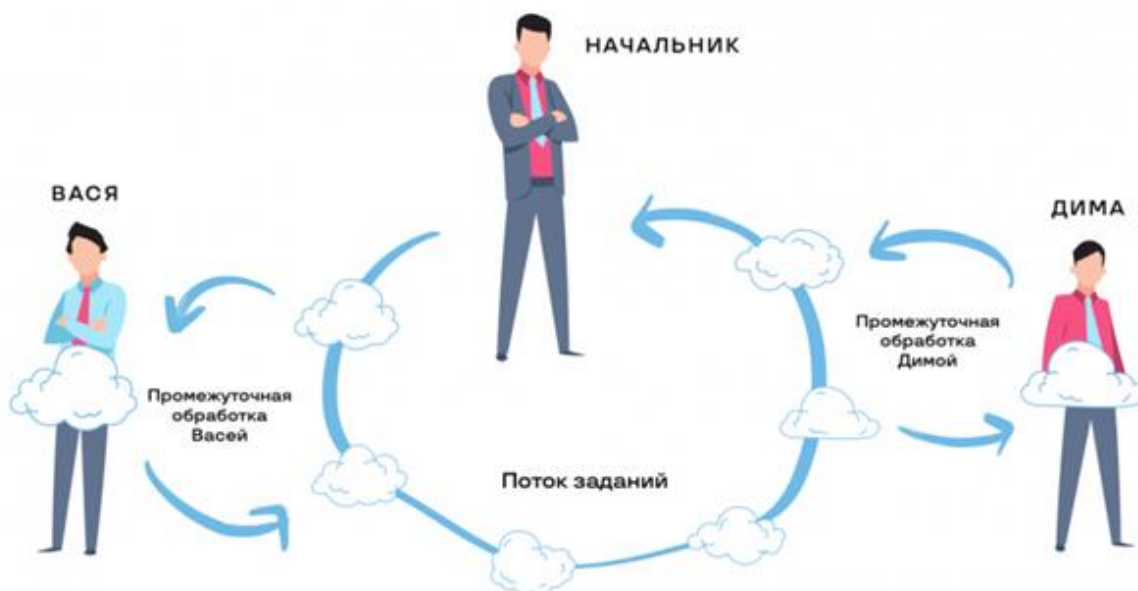 НАЧАЛЬНИК
ВАСЯ
ДИМА
Промежуточная
обработка
Димой
Промежуточная
обработка
Васей
Поток заданий